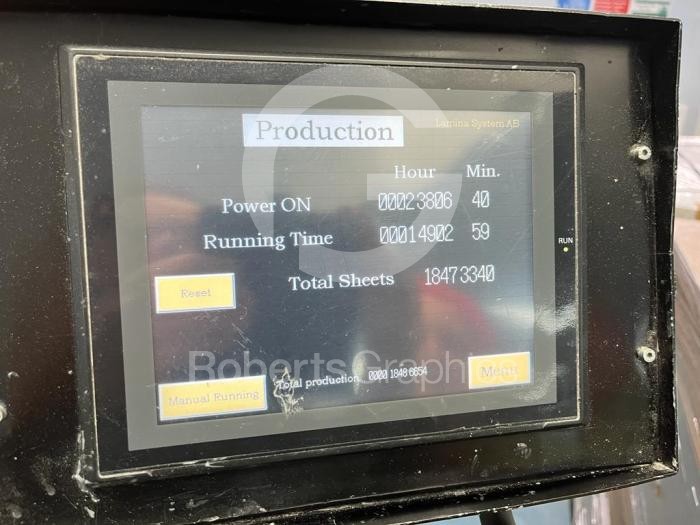 Production
Lamina System AB
Hour Min.
Power ON 00023806 40
Running Time 00014902 59
RUN
Reset
Total Sheets 18473340
Roberts Graphic
Manual Running
Total production 0000 1848 6654
Menu